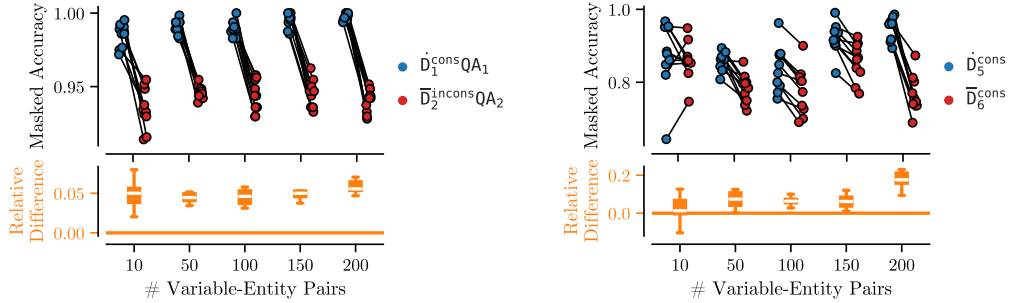 Masked Accuracy
1.00
0.95
Ḋ₁ᶜᵒⁿˢQA₁
D̅₂ⁱⁿᶜᵒⁿˢQA₂
Relative
Difference
0.05
0.00
10 50 100 150 200
# Variable-Entity Pairs
Masked Accuracy
1.0
0.8
Ḋ₅ᶜᵒⁿˢ
D̅₆ᶜᵒⁿˢ
Relative
Difference
0.2
0.0
10 50 100 150 200
# Variable-Entity Pairs